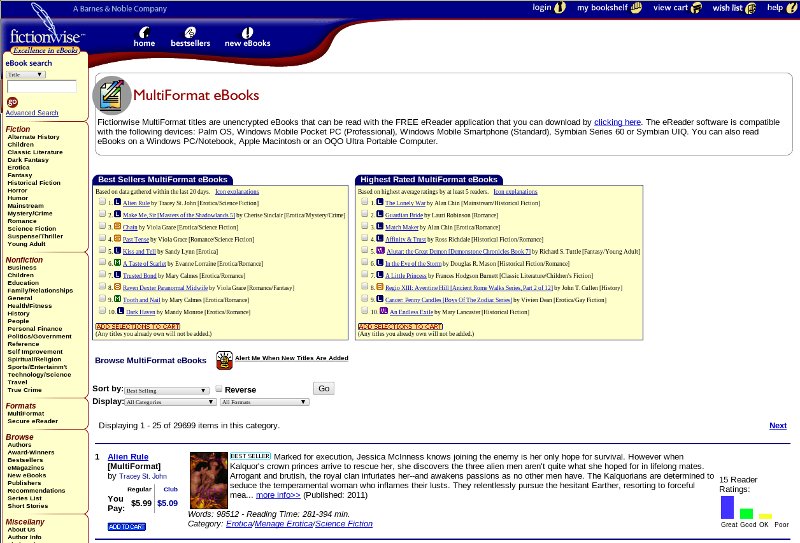 A Barnes & Noble Company
login
my bookshelf
view cart
wish list
help
fictionwise™
Excellence in eBooks
home
bestsellers
new eBooks
eBook search
Title
go
Advanced Search
Fiction
Alternate History
Children
Classic Literature
Dark Fantasy
Erotica
Fantasy
Historical Fiction
Horror
Humor
Mainstream
Mystery/Crime
Romance
Science Fiction
Suspense/Thriller
Young Adult
Nonfiction
Business
Children
Education
Family/Relationships
General
Health/Fitness
History
People
Personal Finance
Politics/Government
Reference
Self Improvement
Spiritual/Religion
Sports/Entertainm't
Technology/Science
Travel
True Crime
Formats
MultiFormat
Secure eReader
Browse
Authors
Award-Winners
Bestsellers
eMagazines
New eBooks
Publishers
Recommendations
Series List
Short Stories
Miscellany
About Us
Author Info
MultiFormat eBooks
Fictionwise MultiFormat titles are unencrypted eBooks that can be read with the FREE eReader application that you can download by clicking here. The eReader software is compatible
with the following devices: Palm OS, Windows Mobile Pocket PC (Professional), Windows Mobile Smartphone (Standard), Symbian Series 60 or Symbian UIQ. You can also read
eBooks on a Windows PC/Notebook, Apple Macintosh or an OQO Ultra Portable Computer.
Best Sellers MultiFormat eBooks
Based on data gathered within the last 20 days. Icon explanations
1. L Alien Rule by Tracey St. John [Erotica/Science Fiction]
2. L Make Me, Sir [Masters of the Shadowlands 5] by Cherise Sinclair [Erotica/Mystery/Crime]
3. Chain by Viola Grace [Erotica/Science Fiction]
4. Past Tense by Viola Grace [Romance/Science Fiction]
5. L Kiss and Tell by Sandy Lynn [Erotica]
6. M A Taste of Scarlet by Evanne Lorraine [Erotica/Romance]
7. L Trusted Bond by Mary Calmes [Erotica/Romance]
8. Raven Dexter Paranormal Midwife by Viola Grace [Romance/Fantasy]
9. M Tooth and Nail by Mary Calmes [Erotica/Romance]
10. L Dark Haven by Mandy Monroe [Erotica/Romance]
ADD SELECTIONS TO CART
(Any titles you already own will not be added.)
Highest Rated MultiFormat eBooks
Based on highest average ratings by at least 5 readers. Icon explanations
1. L The Lonely War by Alan Chin [Mainstream/Historical Fiction]
2. L Guardian Bride by Lauri Robinson [Romance]
3. L Match Maker by Alan Chin [Erotica/Romance]
4. L Affinity & Trust by Ross Richdale [Historical Fiction/Romance]
5. Alutar: the Great Demon [Demonstone Chronicles Book 7] by Richard S. Tuttle [Fantasy/Young Adult]
6. L In the Eye of the Storm by Douglas R. Mason [Historical Fiction/Romance]
7. L A Little Princess by Frances Hodgson Burnett [Classic Literature/Children's Fiction]
8. Regio XIII: Aventine Hill [Ancient Rome Walks Series, Part 2 of 12] by John T. Cullen [History]
9. L Cancer: Penny Candies [Boys Of The Zodiac Series] by Vivien Dean [Erotica/Gay Fiction]
10. An Endless Exile by Mary Lancaster [Historical Fiction]
ADD SELECTIONS TO CART
(Any titles you already own will not be added.)
Browse MultiFormat eBooks
Alert Me When New Titles Are Added
Sort by: Best Selling Reverse Go
Display: All Categories All Formats
Displaying 1 - 25 of 29699 items in this category.
Next
1 Alien Rule
[MultiFormat]
by Tracey St. John
Regular Club
You Pay: $5.99 $5.09
ADD TO CART
BEST SELLER Marked for execution, Jessica McInness knows joining the enemy is her only hope for survival. However when
Kalquor's crown princes arrive to rescue her, she discovers the three alien men aren't quite what she hoped for in lifelong mates.
Arrogant and brutish, the royal clan infuriates her--and awakens passions as no other men have. The Kalquorians are determined to
seduce the temperamental woman who inflames their lusts. They relentlessly pursue the hesitant Earther, resorting to forceful
mea... more info>> (Published: 2011)
Words: 98512 - Reading Time: 281-394 min.
Category: Erotica/Menage Erotica/Science Fiction
15 Reader
Ratings:
Great Good OK Poor